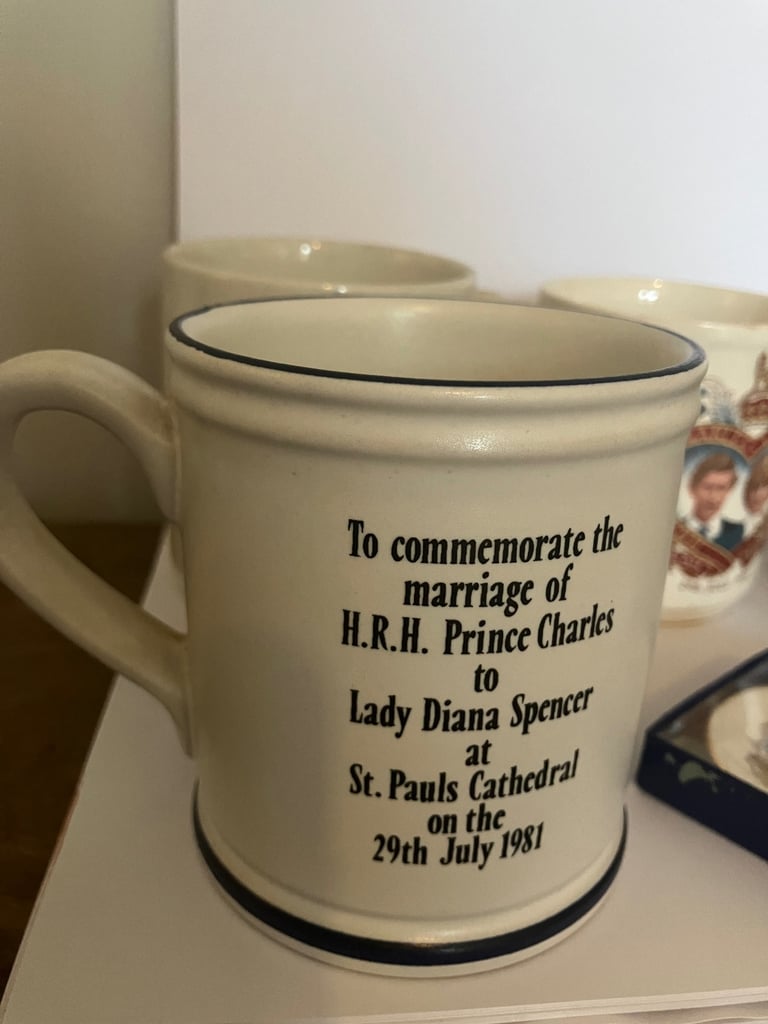 To commemorate the
marriage of
H.R.H. Prince Charles
to
Lady Diana Spencer
at
St. Pauls Cathedral
on the
29th July 1981